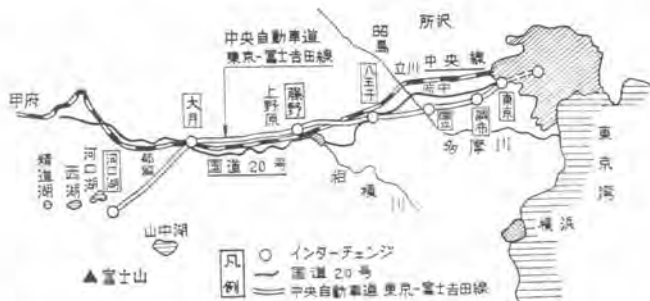 所沢
昭島
中央自動車道
東京-富士吉田線
立川
中央線
甲府
大月
上野原
藤野
八王子
府中
国立
調布
東京
多摩川
東京湾
精進湖
西湖
河口湖
河口湖
都留
国道20号
相模川
山中湖
横浜
富士山
凡例
インターチェンジ
国道20号
中央自動車道 東京-富士吉田線